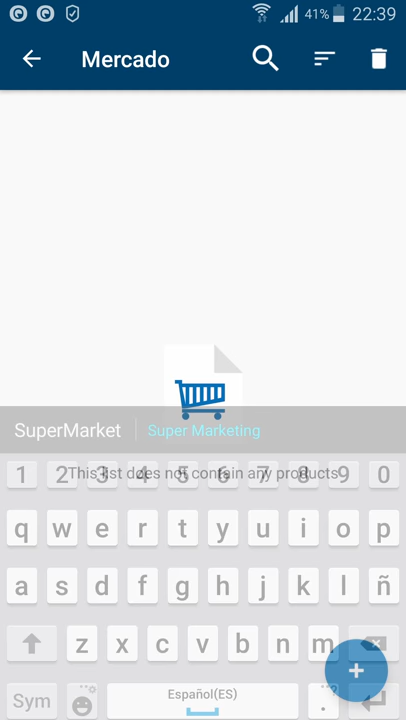 41% 22:39
Mercado
SuperMarket Super Marketing
This list does not contain any products
1 2 3 4 5 6 7 8 9 0
q w e r t y u i o p
a s d f g h j k l ñ
z x c v b n m
Sym Español(ES) .